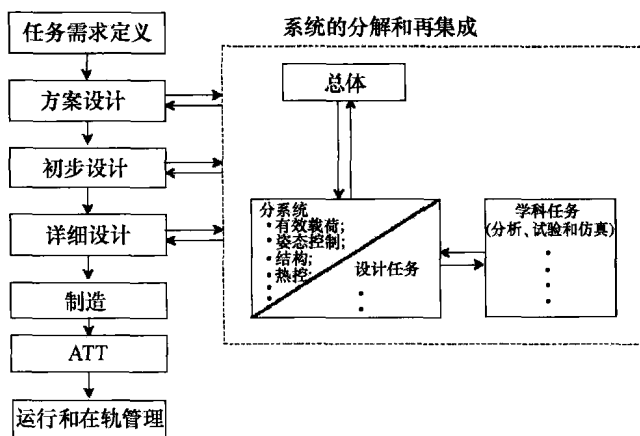 系统的分解和再集成
任务需求定义
方案设计
初步设计
详细设计
制造
ATT
运行和在轨管理
总体
分系统
• 有效载荷;
• 姿态控制;
• 结构;
• 热控;
设计任务
学科任务
(分析、试验和仿真)